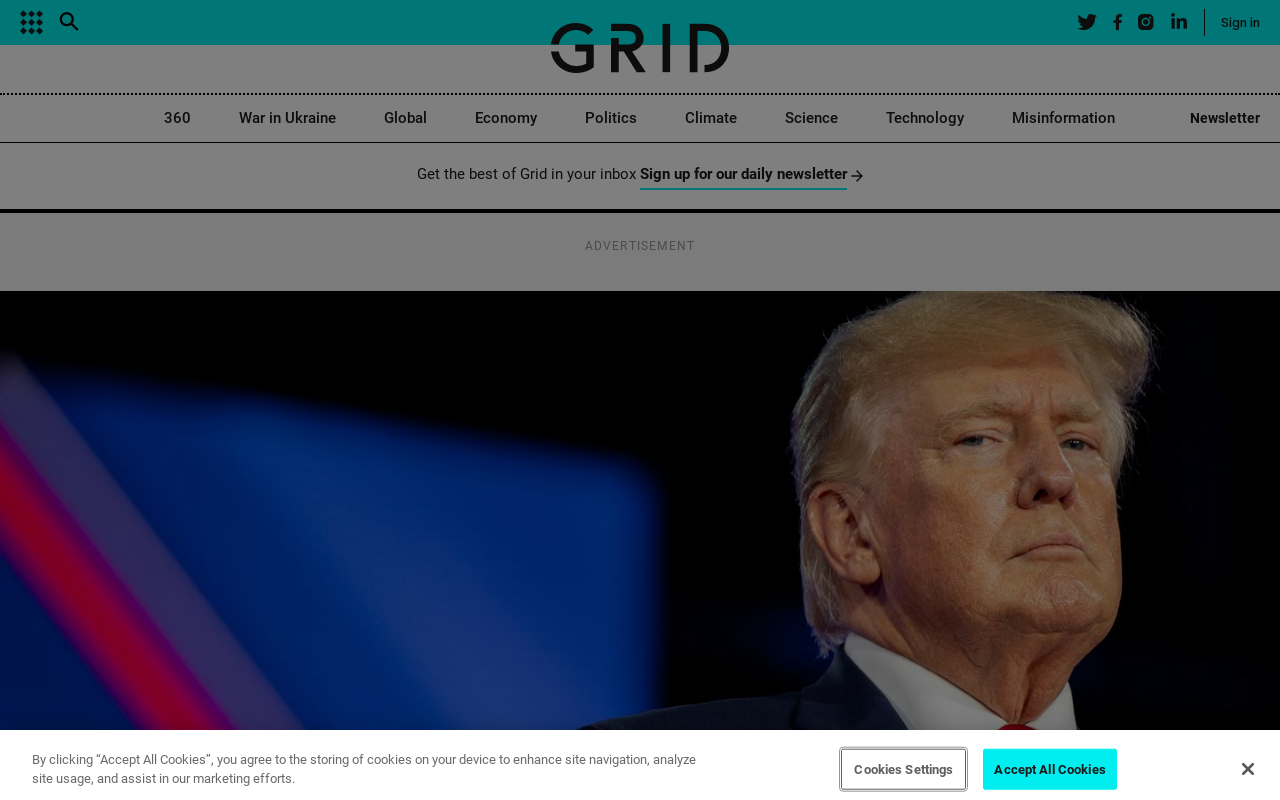 Sign in
GRID
360 War in Ukraine Global Economy Politics Climate Science Technology Misinformation Newsletter
Get the best of Grid in your inbox Sign up for our daily newsletter
ADVERTISEMENT
By clicking “Accept All Cookies”, you agree to the storing of cookies on your device to enhance site navigation, analyze
site usage, and assist in our marketing efforts.
Cookies Settings
Accept All Cookies